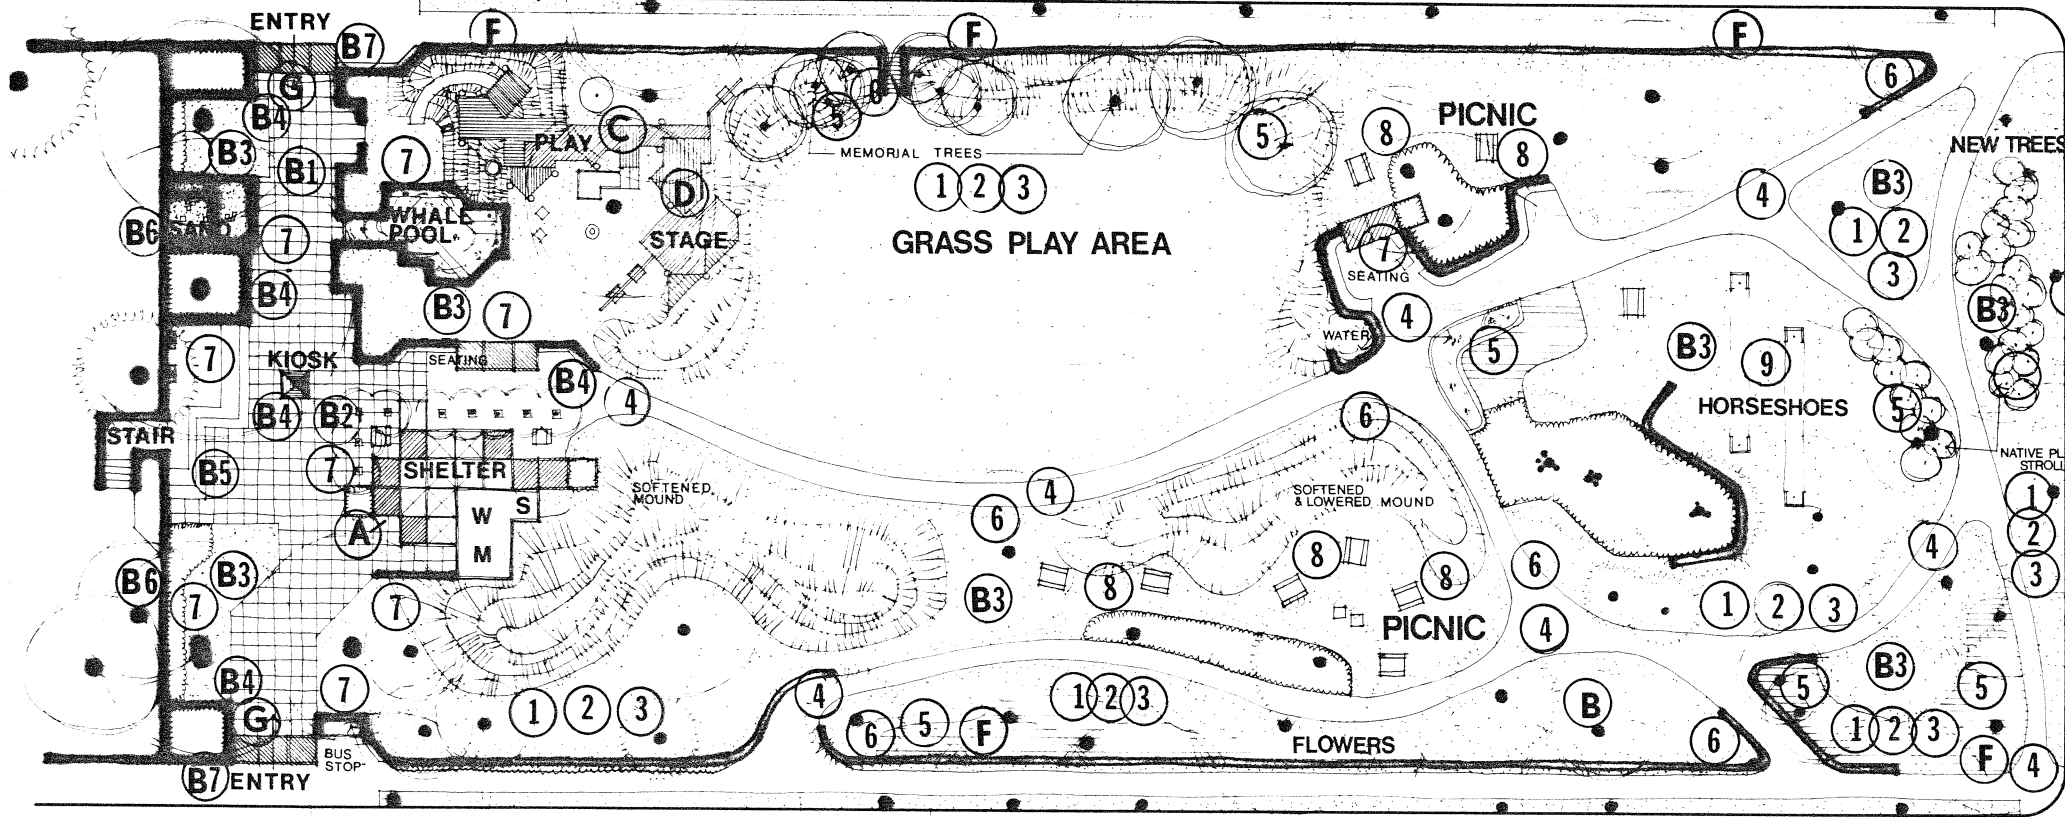 ENTRY
B7
F
F
F
G
6
6
B4
5
PLAY
C
5
8
PICNIC
8
NEW TREES
B3
B1
7
MEMORIAL TREES
1 2 3
D
4
B3
B6
SAND
7
WHALE
POOL
STAGE
GRASS PLAY AREA
7
SEATING
1 2
3
B4
B3
7
4
B3
7
KIOSK
SEATING
B4
WATER
5
B3
9
B4
B2
4
6
HORSESHOES
5
STAIR
B5
7
SHELTER
SOFTENED
MOUND
4
SOFTENED
& LOWERED MOUND
NATIVE PL
STROLL
1
2
3
W
M
S
A
6
4
B6
B3
7
7
B3
8
8
8
6
1 2 3
PICNIC
4
B4
7
G
1 2 3
4
1 2 3
B
5
B3
5
6
5
F
FLOWERS
6
1 2 3
BUS
STOP
F
4
B7
ENTRY